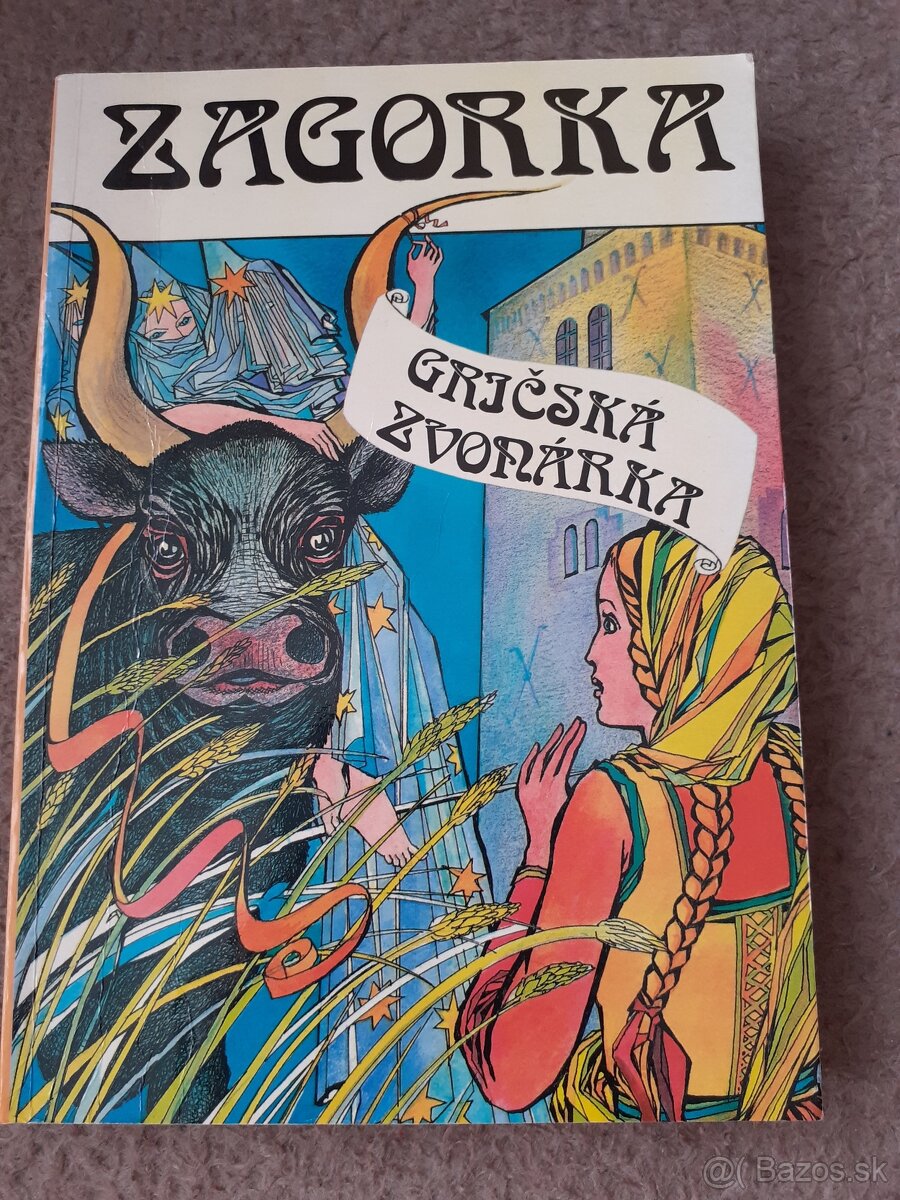 ZAGORKA
GRIČSKÁ
ZVONÁRKA
@( Bazos.sk